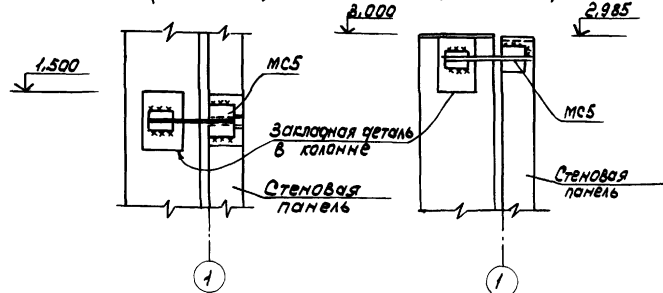 3,000
2,985
1,500
МС5
МС5
Закладная деталь
в колонне
Стеновая
панель
Стеновая
панель
1
1